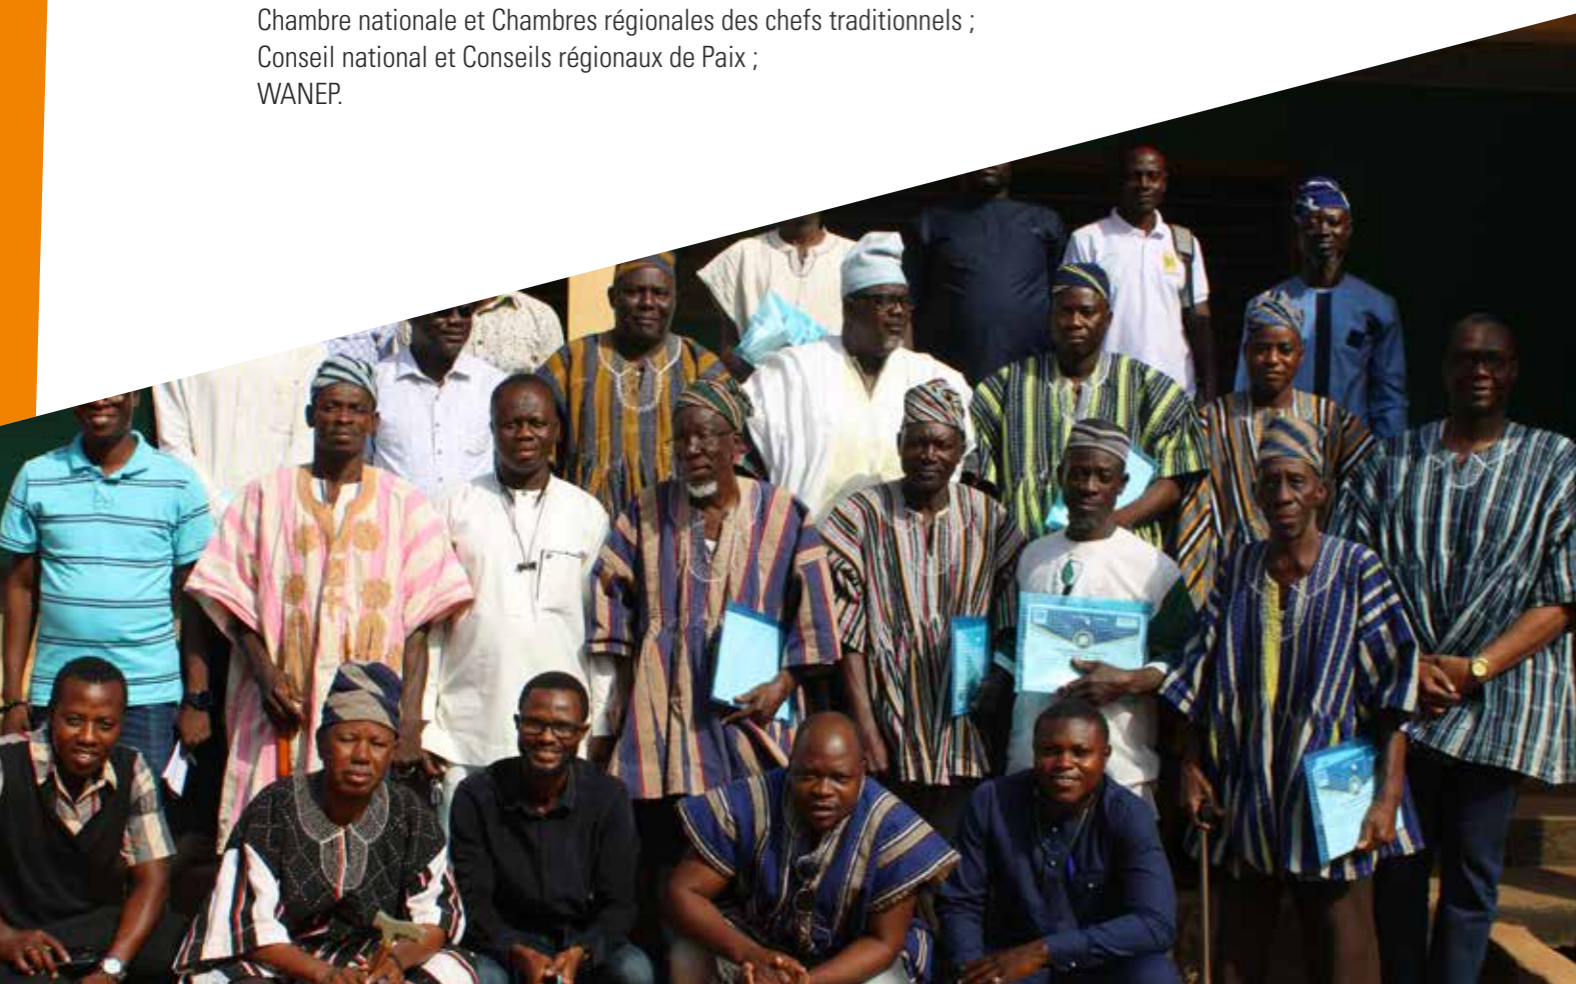 Chambre nationale et Chambres régionales des chefs traditionnels ;
Conseil national et Conseils régionaux de Paix ;
WANEP.